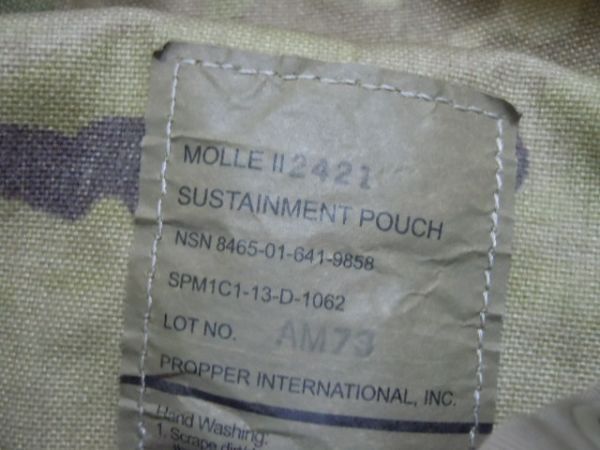 MOLLE II 2421
SUSTAINMENT POUCH
NSN 8465-01-641-9858
SPM1C1-13-D-1062
LOT NO. AM73
PROPPER INTERNATIONAL, INC.
Hand Washing:
1. Scrape dirt